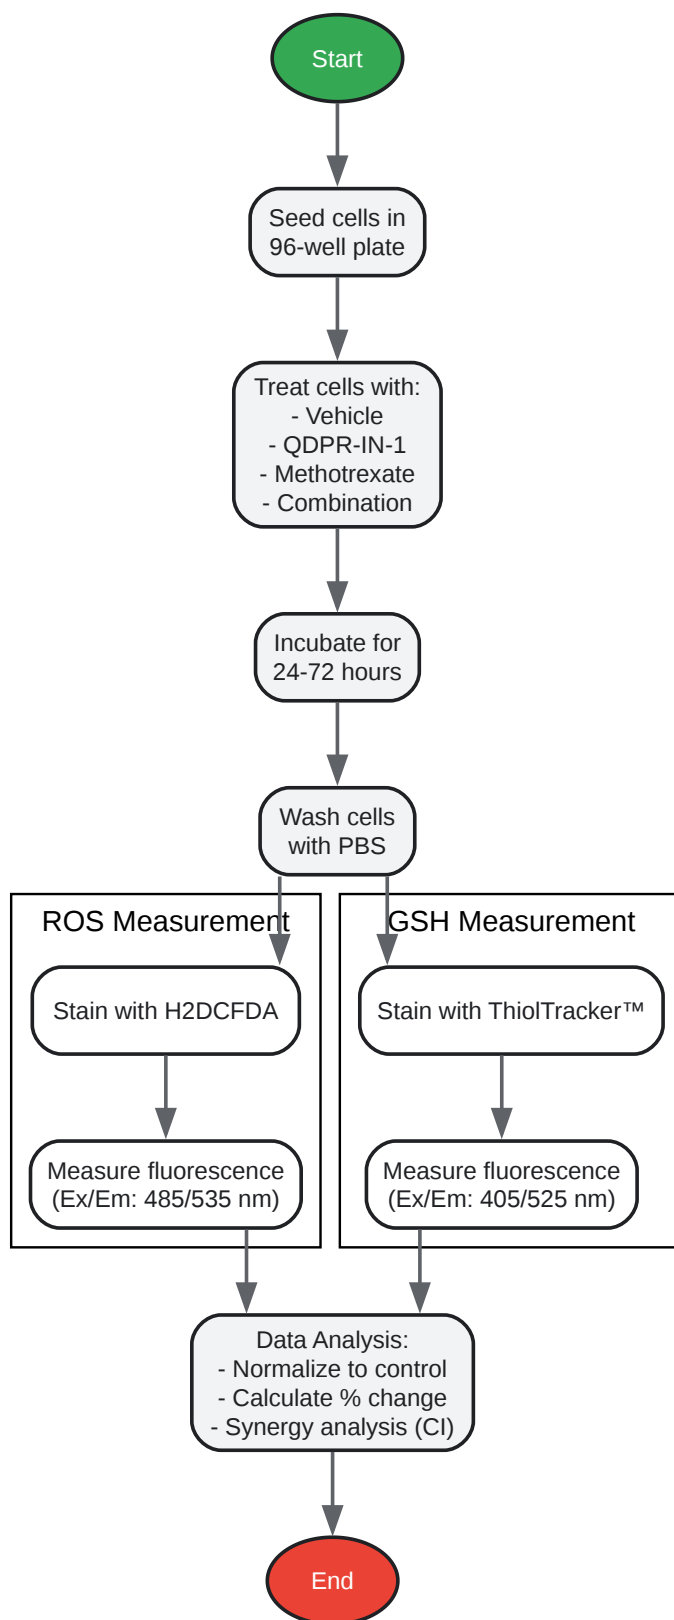 Start
Seed cells in
96-well plate
Treat cells with:
- Vehicle
- QDPR-IN-1
- Methotrexate
- Combination
Incubate for
24-72 hours
Wash cells
with PBS
ROS Measurement
Stain with H2DCFDA
Measure fluorescence
(Ex/Em: 485/535 nm)
GSH Measurement
Stain with ThiolTracker™
Measure fluorescence
(Ex/Em: 405/525 nm)
Data Analysis:
- Normalize to control
- Calculate % change
- Synergy analysis (CI)
End